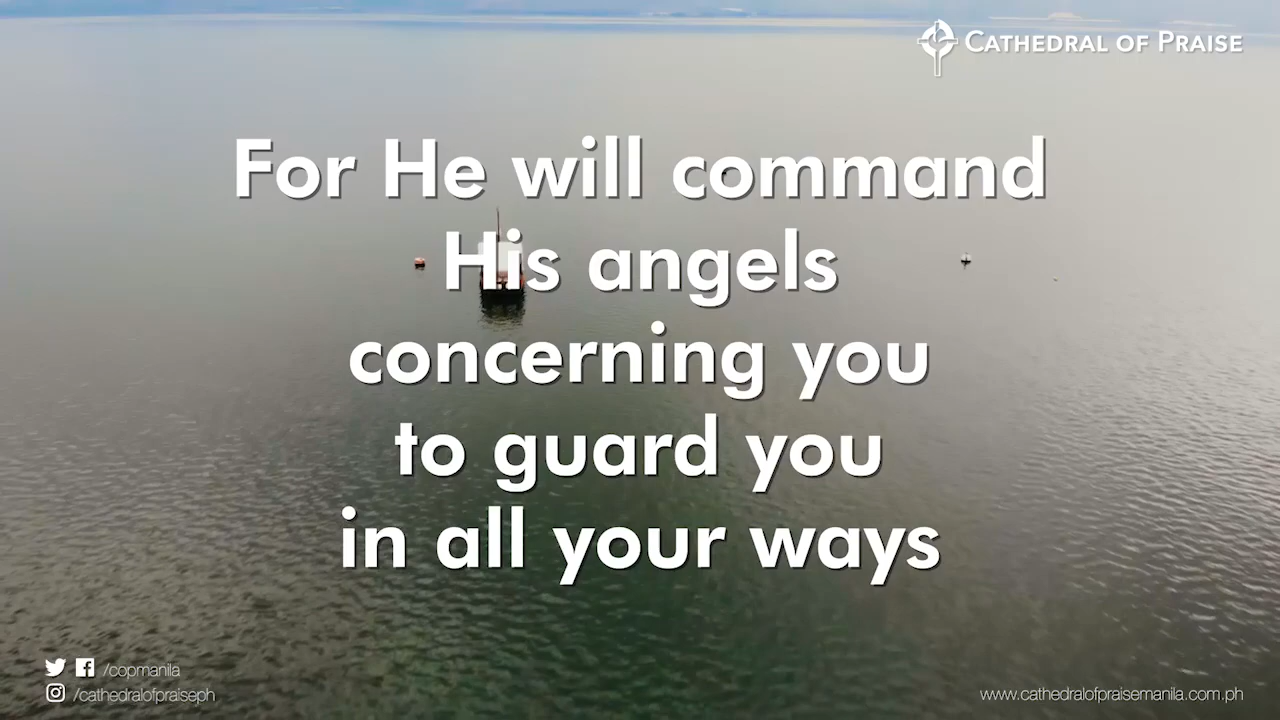 CATHEDRAL OF PRAISE
For He will command
His angels
concerning you
to guard you
in all your ways
/copmanila
/cathedralofpraiseph
www.cathedralofpraisemanila.com.ph